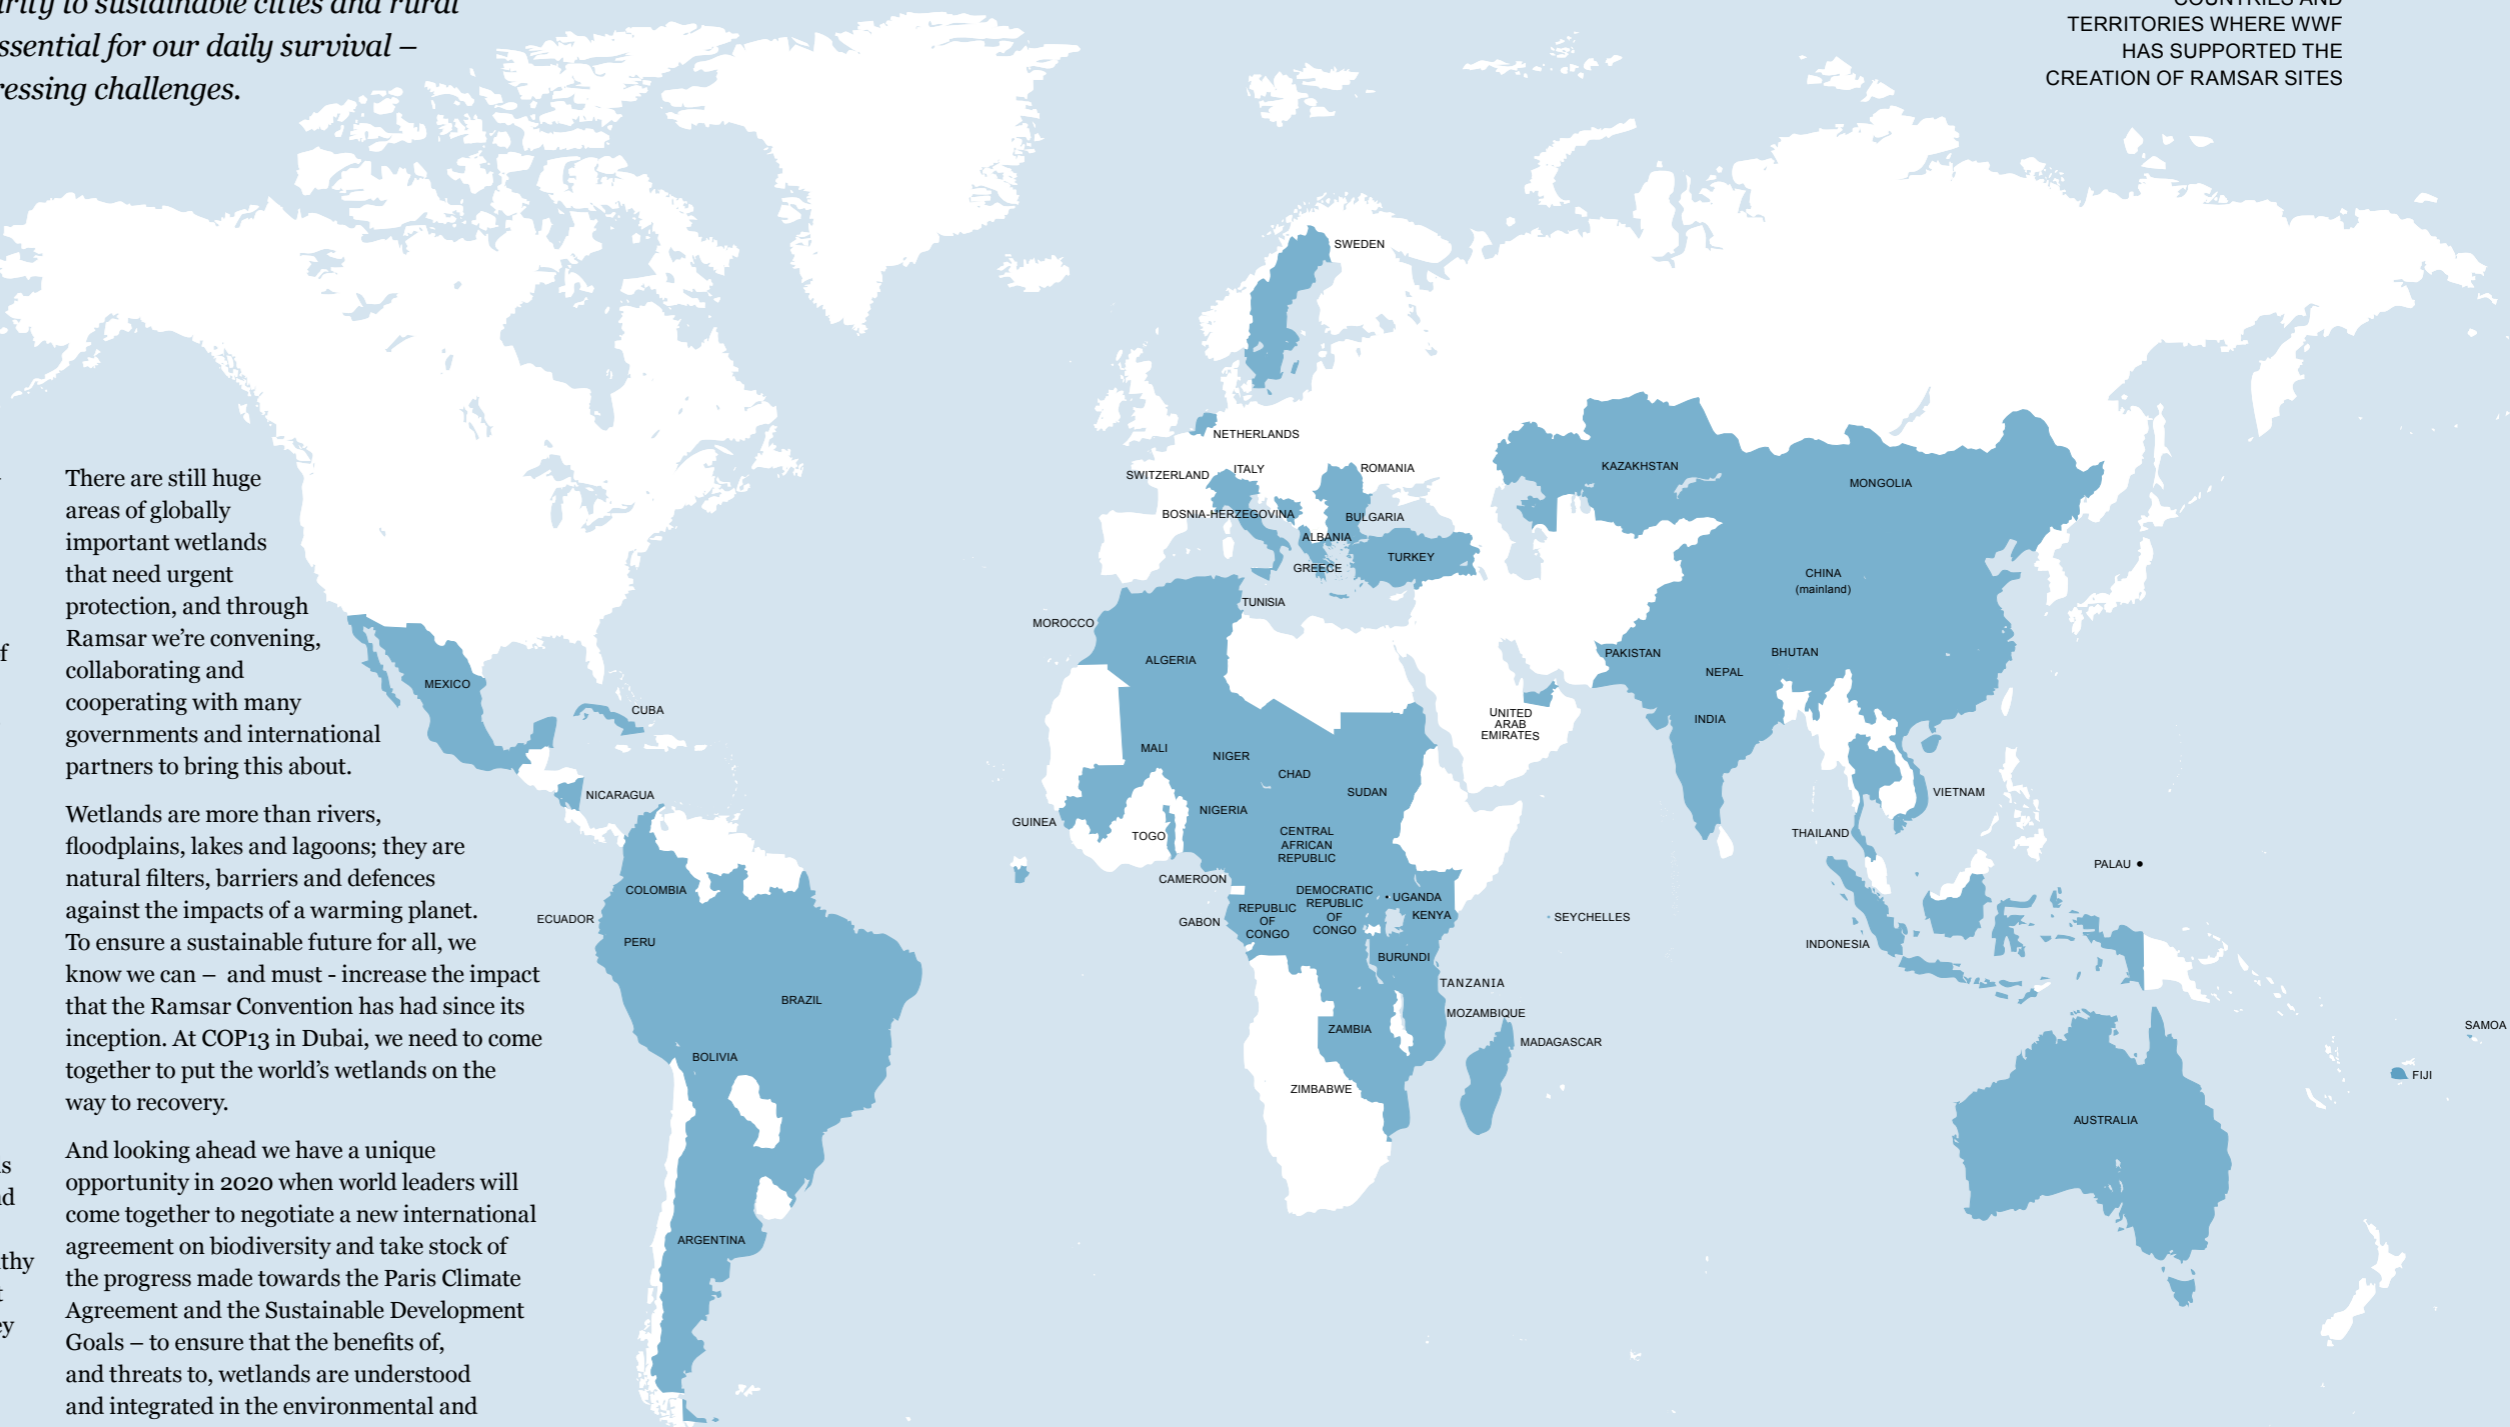 ssential for our daily survival –
ressing challenges.
COUNTRIES AND
TERRITORIES WHERE WWF
HAS SUPPORTED THE
CREATION OF RAMSAR SITES
There are still huge
areas of globally
important wetlands
that need urgent
protection, and through
Ramsar we’re convening,
collaborating and
cooperating with many
governments and international
partners to bring this about.
Wetlands are more than rivers,
floodplains, lakes and lagoons; they are
natural filters, barriers and defences
against the impacts of a warming planet.
To ensure a sustainable future for all, we
know we can – and must - increase the impact
that the Ramsar Convention has had since its
inception. At COP13 in Dubai, we need to come
together to put the world’s wetlands on the
way to recovery.
And looking ahead we have a unique
opportunity in 2020 when world leaders will
come together to negotiate a new international
agreement on biodiversity and take stock of
the progress made towards the Paris Climate
Agreement and the Sustainable Development
Goals – to ensure that the benefits of,
and threats to, wetlands are understood
and integrated in the environmental and
SWEDEN
NETHERLANDS
SWITZERLAND
ITALY
ROMANIA
BOSNIA-HERZEGOVINA
BULGARIA
ALBANIA
GREECE
TURKEY
KAZAKHSTAN
MONGOLIA
CHINA
(mainland)
TUNISIA
MOROCCO
ALGERIA
PAKISTAN
BHUTAN
NEPAL
INDIA
UNITED
ARAB
EMIRATES
MEXICO
CUBA
NICARAGUA
MALI
NIGER
CHAD
SUDAN
NIGERIA
GUINEA
TOGO
CENTRAL
AFRICAN
REPUBLIC
CAMEROON
GABON
REPUBLIC
OF
CONGO
DEMOCRATIC
REPUBLIC
OF
CONGO
UGANDA
KENYA
BURUNDI
TANZANIA
MOZAMBIQUE
ZAMBIA
MADAGASCAR
ZIMBABWE
SEYCHELLES
VIETNAM
THAILAND
PALAU
INDONESIA
SAMOA
FIJI
AUSTRALIA
COLOMBIA
ECUADOR
PERU
BRAZIL
BOLIVIA
ARGENTINA